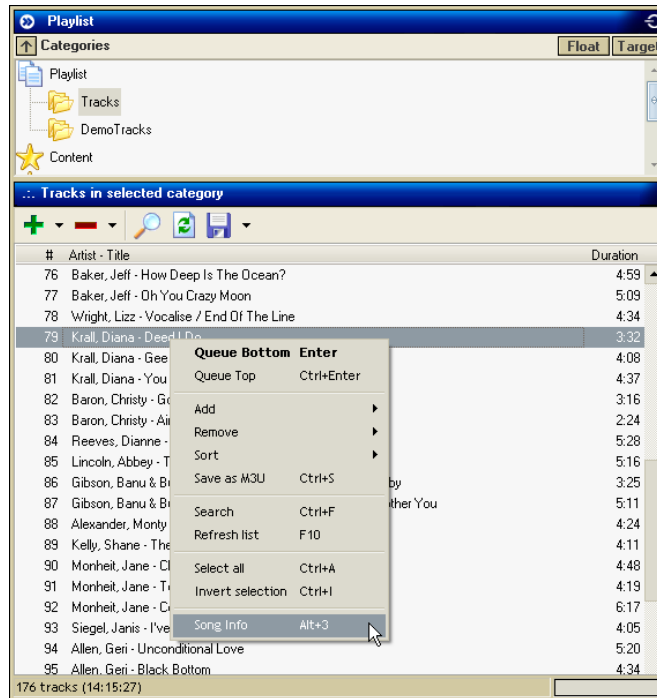 Playlist
Categories Float Target
Playlist
Tracks
DemoTracks
Content
.:. Tracks in selected category
# Artist - Title Duration
76 Baker, Jeff - How Deep Is The Ocean? 4:59
77 Baker, Jeff - Oh You Crazy Moon 5:09
78 Wright, Lizz - Vocalise / End Of The Line 4:34
79 Krall, Diana - Deed I Do 3:32
80 Krall, Diana - Gee 4:08
81 Krall, Diana - You 4:37
82 Baron, Christy - Go 3:16
83 Baron, Christy - Ai 2:24
84 Reeves, Dianne - 5:28
85 Lincoln, Abbey - T 5:16
86 Gibson, Banu & Bu by 3:25
87 Gibson, Banu & Bu ther You 5:11
88 Alexander, Monty 4:24
89 Kelly, Shane - The 4:11
90 Monheit, Jane - Cl 4:48
91 Monheit, Jane - T 4:19
92 Monheit, Jane - C 6:17
93 Siegel, Janis - I've 4:05
94 Allen, Geri - Unconditional Love 5:20
95 Allen, Geri - Black Bottom 4:34
Queue Bottom Enter
Queue Top Ctrl+Enter
Add
Remove
Sort
Save as M3U Ctrl+S
Search Ctrl+F
Refresh list F10
Select all Ctrl+A
Invert selection Ctrl+I
Song Info Alt+3
176 tracks (14:15:27)